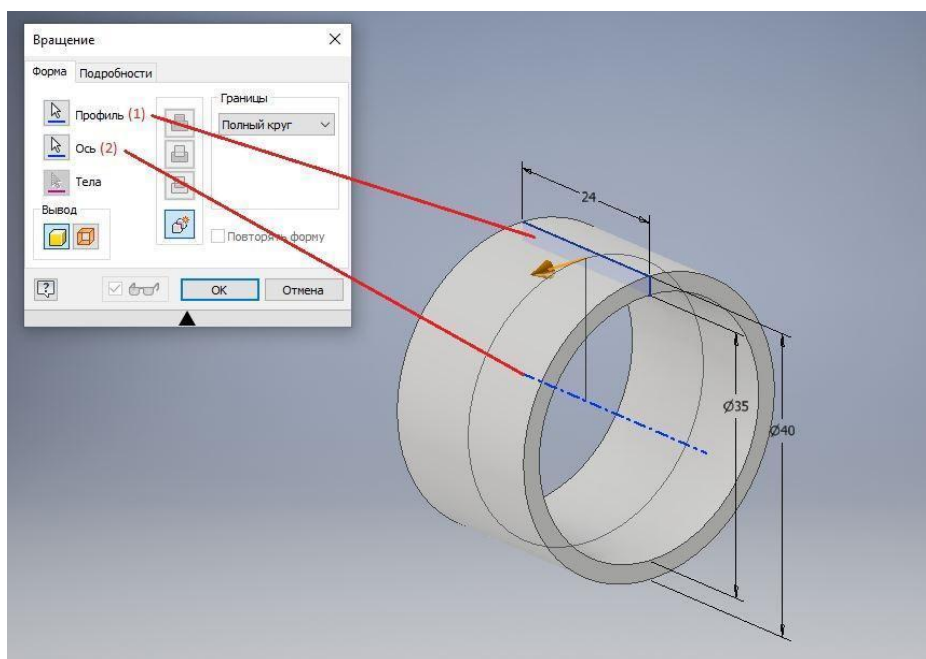 Вращение
Форма Подробности
Профиль (1)
Ось (2)
Тела
Вывод
Границы
Полный круг
Повторять форму
?
OK
Отмена
24
Ø35
Ø40